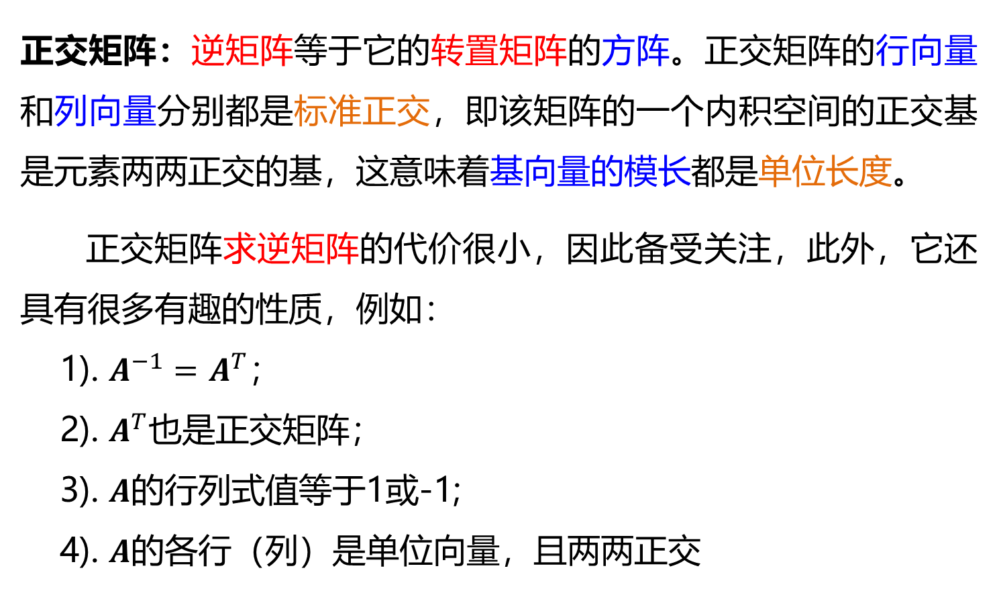 正交矩阵：逆矩阵等于它的转置矩阵的方阵。正交矩阵的行向量
和列向量分别都是标准正交，即该矩阵的一个内积空间的正交基
是元素两两正交的基，这意味着基向量的模长都是单位长度。
正交矩阵求逆矩阵的代价很小，因此备受关注，此外，它还
具有很多有趣的性质，例如：
1). A⁻¹ = Aᵀ;
2). Aᵀ也是正交矩阵;
3). A的行列式值等于1或-1;
4). A的各行（列）是单位向量，且两两正交